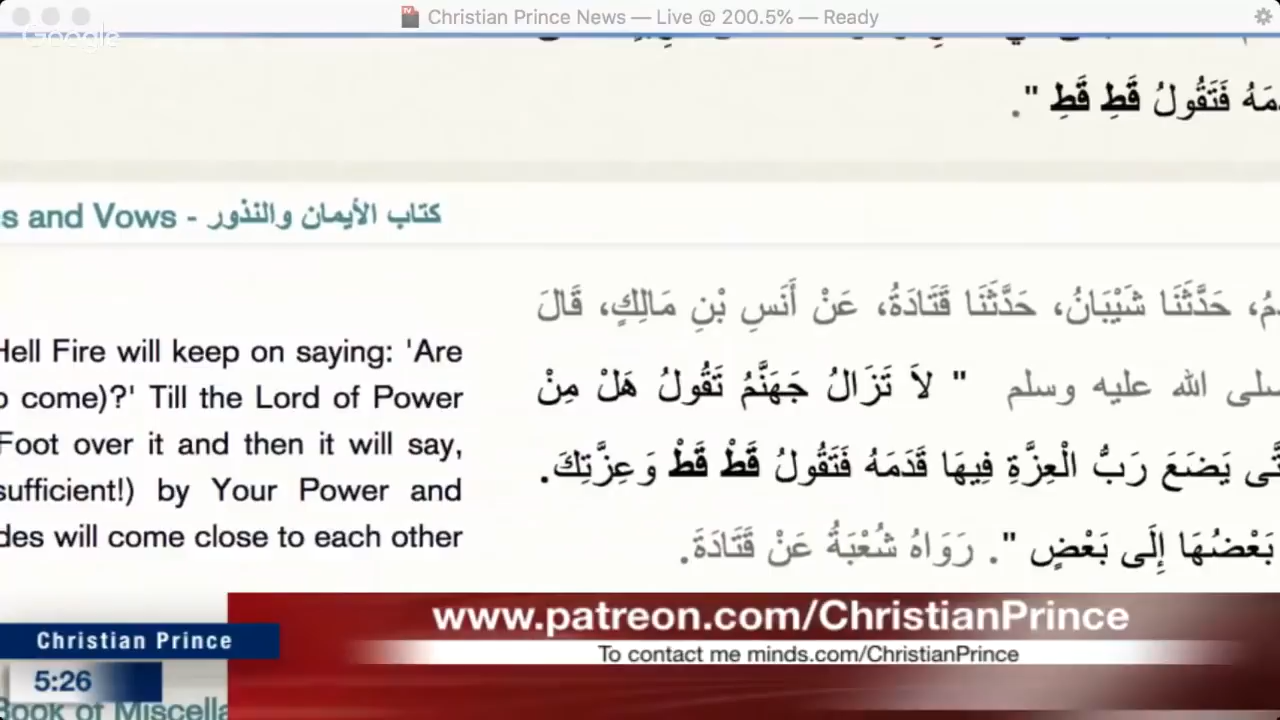 Christian Prince News — Live @ 200.5% — Ready
Google
قَطِ قَطِ ". فَتَقُولُ
and Vows - كتاب الأيمان والنذور
حَدَّثَنَا شَيْبَانُ، حَدَّثَنَا قَتَادَةُ، عَنْ أَنَسِ بْنِ مَالِكٍ، قَالَ
Hell Fire will keep on saying: 'Are
صلى الله عليه وسلم " لاَ تَزَالُ جَهَنَّمُ تَقُولُ هَلْ مِنْ
come)?' Till the Lord of Power
Foot over it and then it will say,
يَضَعَ رَبُّ الْعِزَّةِ فِيهَا قَدَمَهُ فَتَقُولُ قَطْ قَطْ وَعِزَّتِكَ.
sufficient!) by Your Power and
will come close to each other
بَعْضُهَا إِلَى بَعْضٍ ". رَوَاهُ شُعْبَةُ عَنْ قَتَادَةَ.
www.patreon.com/ChristianPrince
Christian Prince
To contact me minds.com/ChristianPrince
5:26
Book of